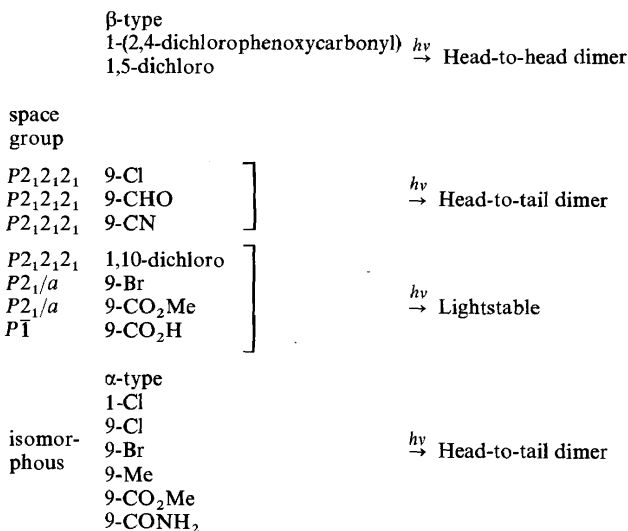 β-type
1-(2,4-dichlorophenoxycarbonyl) hν → Head-to-head dimer
1,5-dichloro
space
group
P2₁2₁2₁ 9-Cl
P2₁2₁2₁ 9-CHO hν → Head-to-tail dimer
P2₁2₁2₁ 9-CN
P2₁2₁2₁ 1,10-dichloro
P2₁/a 9-Br
P2₁/a 9-CO₂Me hν → Lightstable
P1̄ 9-CO₂H
α-type
1-Cl
9-Cl
isomor-
phous 9-Br hν → Head-to-tail dimer
9-Me
9-CO₂Me
9-CONH₂